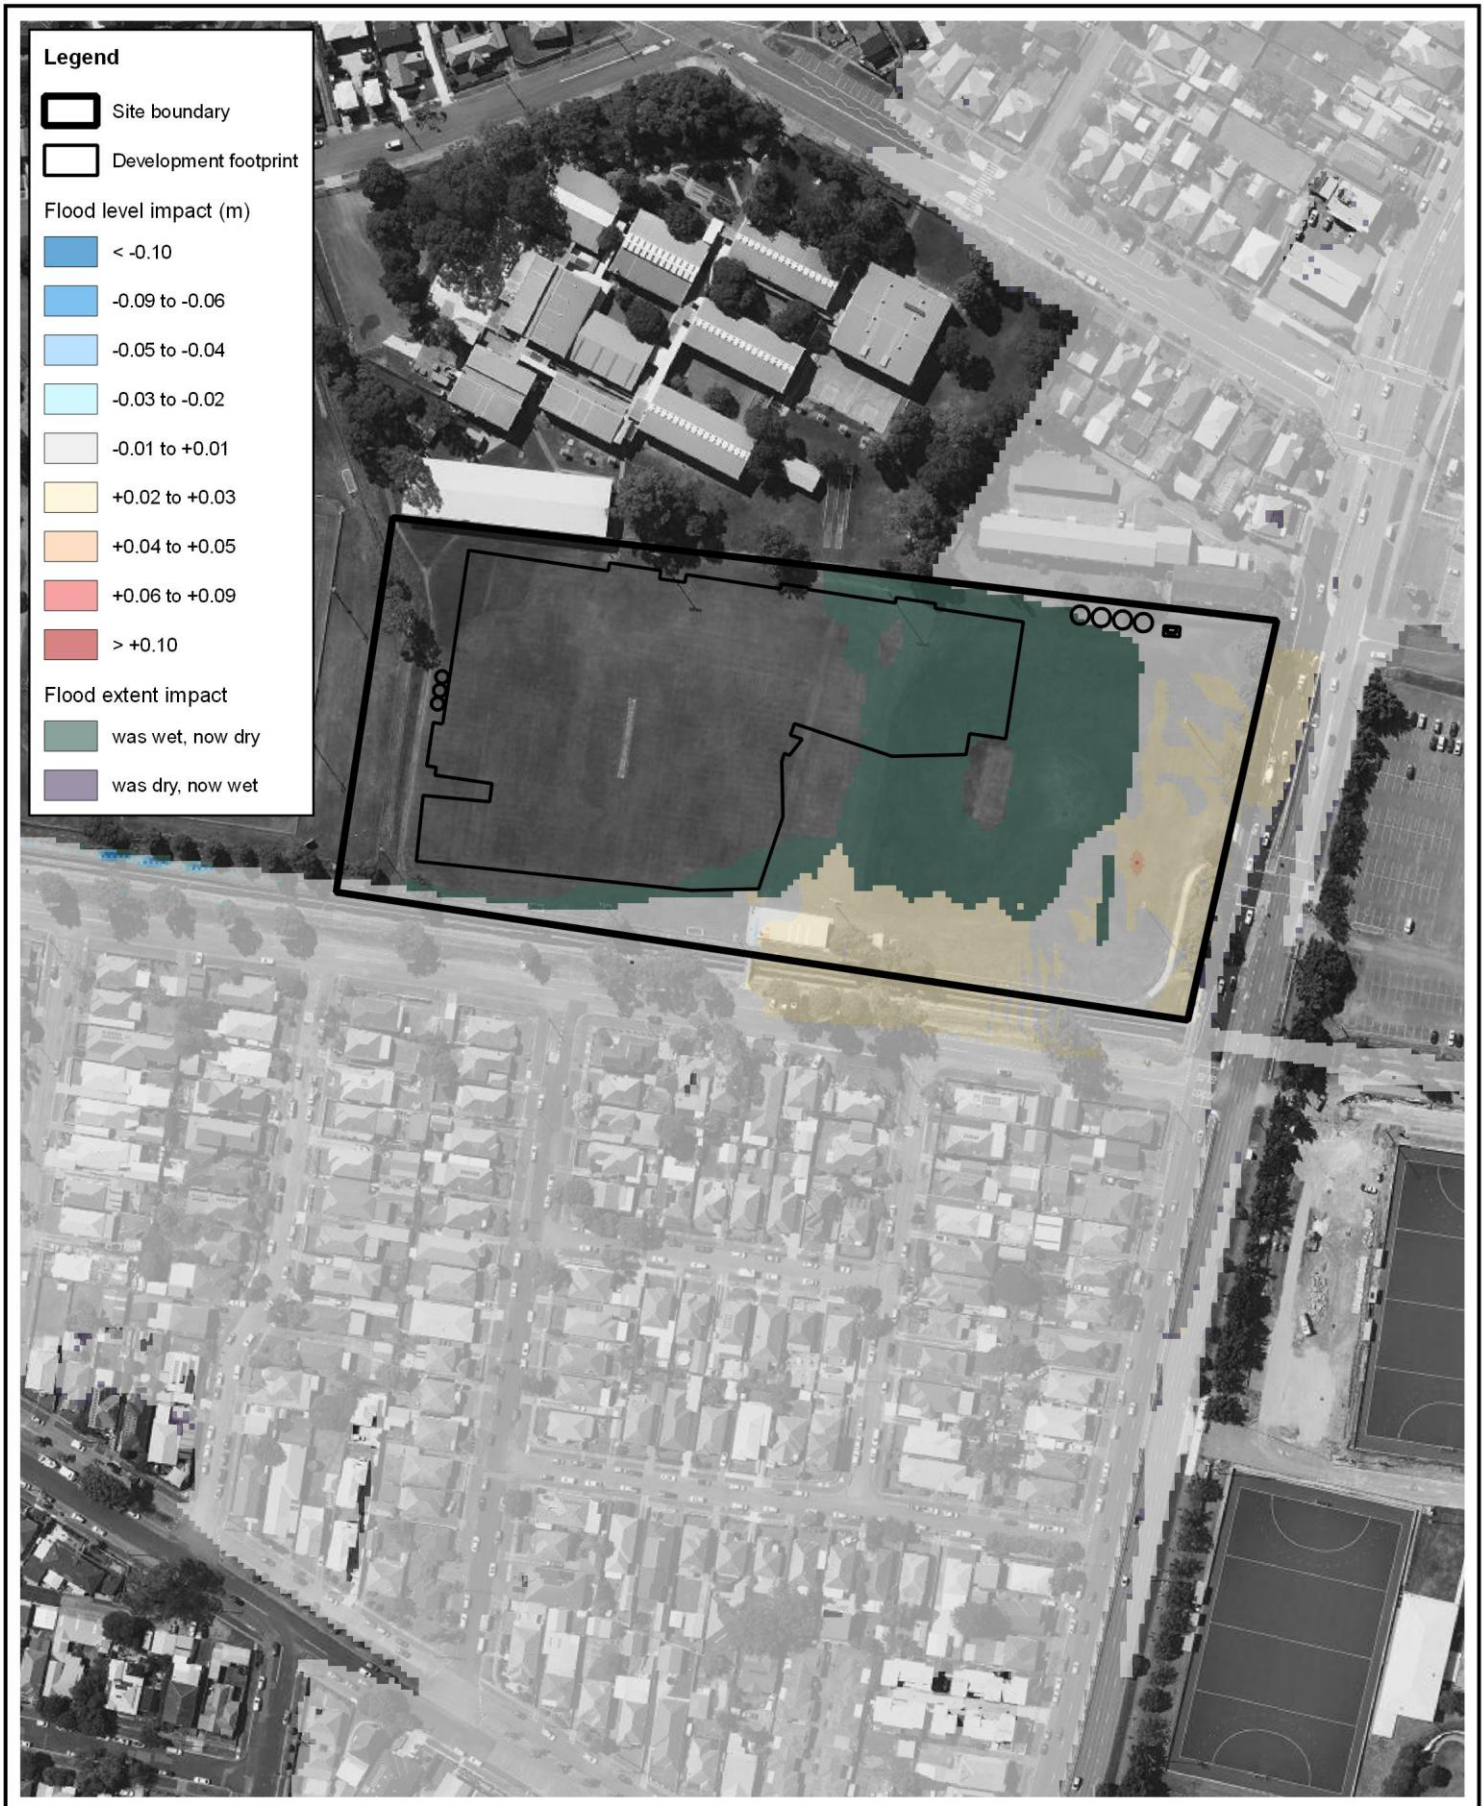 Legend
Site boundary
Development footprint
Flood level impact (m)
< -0.10
-0.09 to -0.06
-0.05 to -0.04
-0.03 to -0.02
-0.01 to +0.01
+0.02 to +0.03
+0.04 to +0.05
+0.06 to +0.09
> +0.10
Flood extent impact
was wet, now dry
was dry, now wet